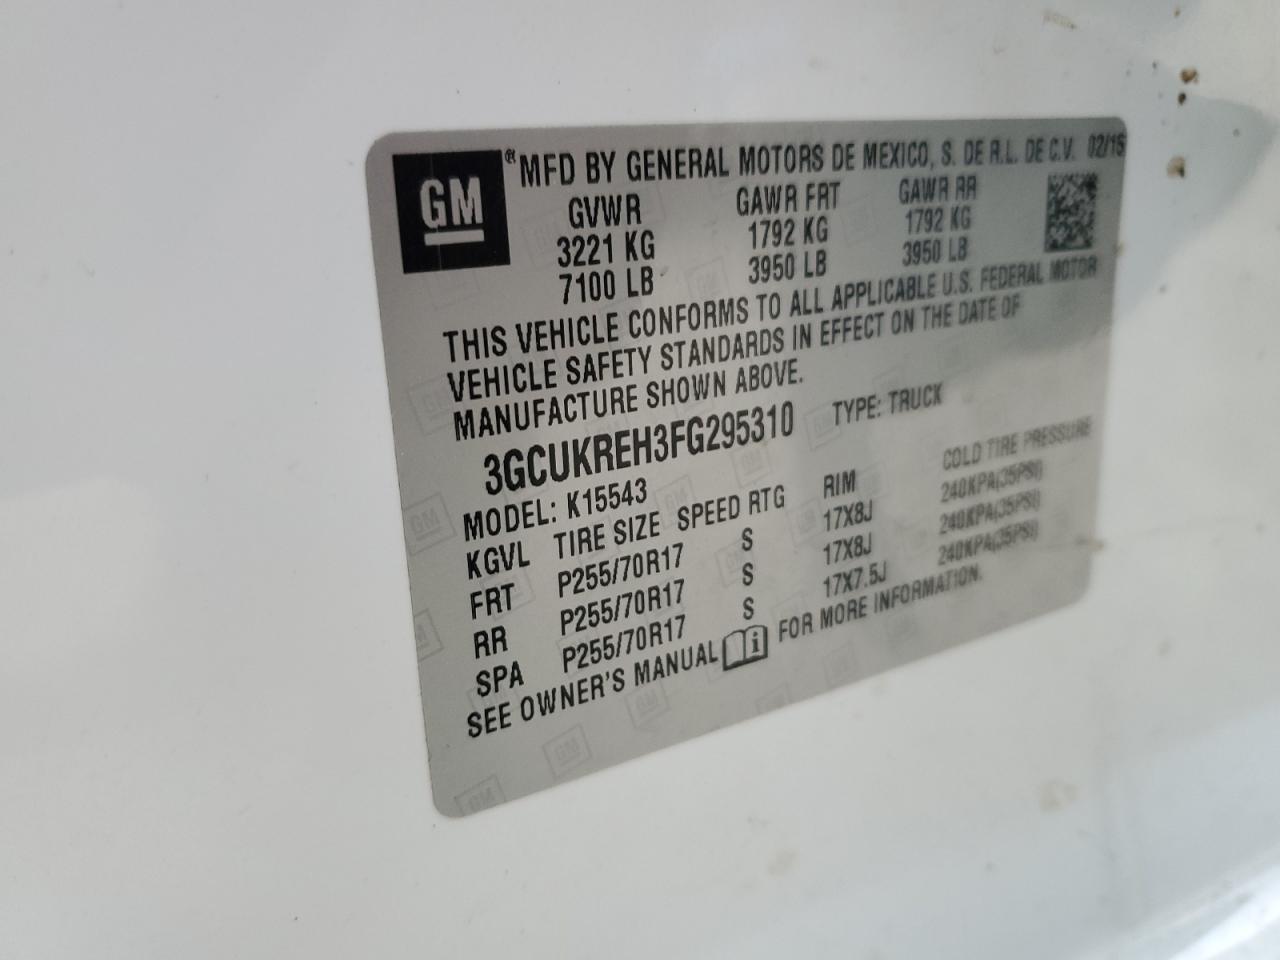 GM
® MFD BY GENERAL MOTORS DE MEXICO, S. DE R.L. DE C.V. 02/15
GVWR GAWR FRT GAWR RR
3221 KG 1792 KG 1792 KG
7100 LB 3950 LB 3950 LB
THIS VEHICLE CONFORMS TO ALL APPLICABLE U.S. FEDERAL MOTOR
VEHICLE SAFETY STANDARDS IN EFFECT ON THE DATE OF
MANUFACTURE SHOWN ABOVE.
3GCUKREH3FG295310 TYPE: TRUCK
MODEL: K15543
KGVL TIRE SIZE SPEED RTG RIM COLD TIRE PRESSURE
FRT P255/70R17 S 17X8J 240KPA(35PSI)
RR P255/70R17 S 17X8J 240KPA(35PSI)
SPA P255/70R17 S 17X7.5J 240KPA(35PSI)
SEE OWNER'S MANUAL i FOR MORE INFORMATION.